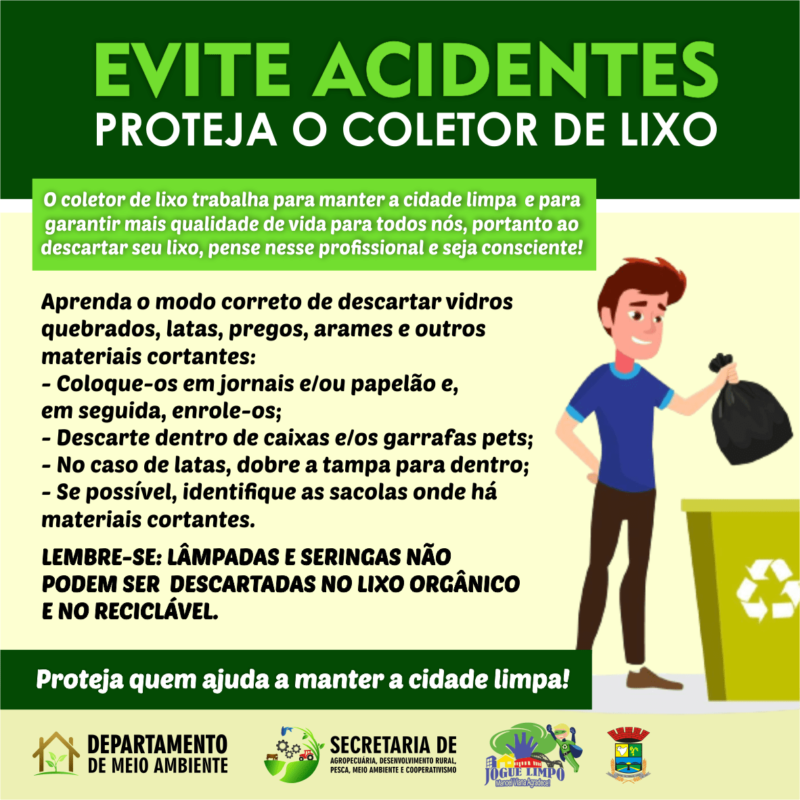 EVITE ACIDENTES
PROTEJA O COLETOR DE LIXO
O coletor de lixo trabalha para manter a cidade limpa e para
garantir mais qualidade de vida para todos nós, portanto ao
descartar seu lixo, pense nesse profissional e seja consciente!
Aprenda o modo correto de descartar vidros
quebrados, latas, pregos, arames e outros
materiais cortantes:
- Coloque-os em jornais e/ou papelão e,
em seguida, enrole-os;
- Descarte dentro de caixas e/os garrafas pets;
- No caso de latas, dobre a tampa para dentro;
- Se possível, identifique as sacolas onde há
materiais cortantes.
LEMBRE-SE: LÂMPADAS E SERINGAS NÃO
PODEM SER DESCARTADAS NO LIXO ORGÂNICO
E NO RECICLÁVEL.
Proteja quem ajuda a manter a cidade limpa!
DEPARTAMENTO
DE MEIO AMBIENTE
SECRETARIA DE
AGROPECUÁRIA, DESENVOLVIMENTO RURAL,
PESCA, MEIO AMBIENTE E COOPERATIVISMO
JOGUE LIMPO